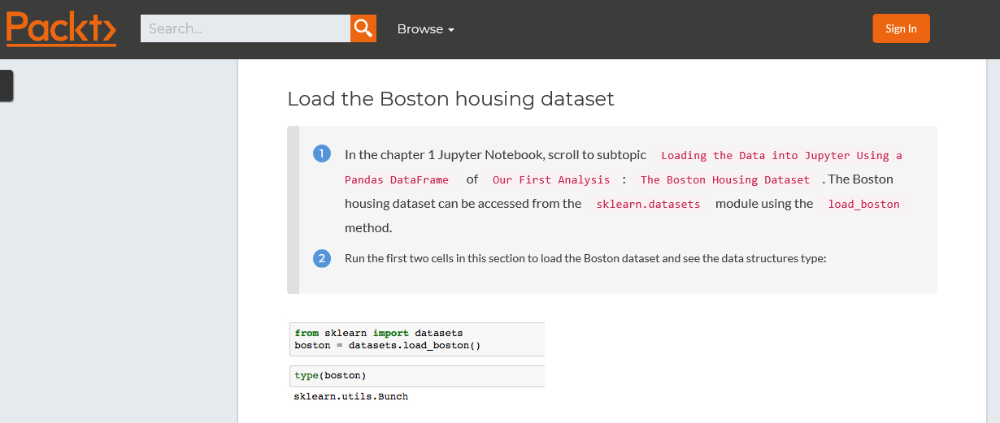 Packt>
Search...
Browse
Sign In
Load the Boston housing dataset
1 In the chapter 1 Jupyter Notebook, scroll to subtopic Loading the Data into Jupyter Using a
Pandas DataFrame of Our First Analysis : The Boston Housing Dataset . The Boston
housing dataset can be accessed from the sklearn.datasets module using the load_boston
method.
2 Run the first two cells in this section to load the Boston dataset and see the data structures type:
from sklearn import datasets
boston = datasets.load_boston()
type(boston)
sklearn.utils.Bunch